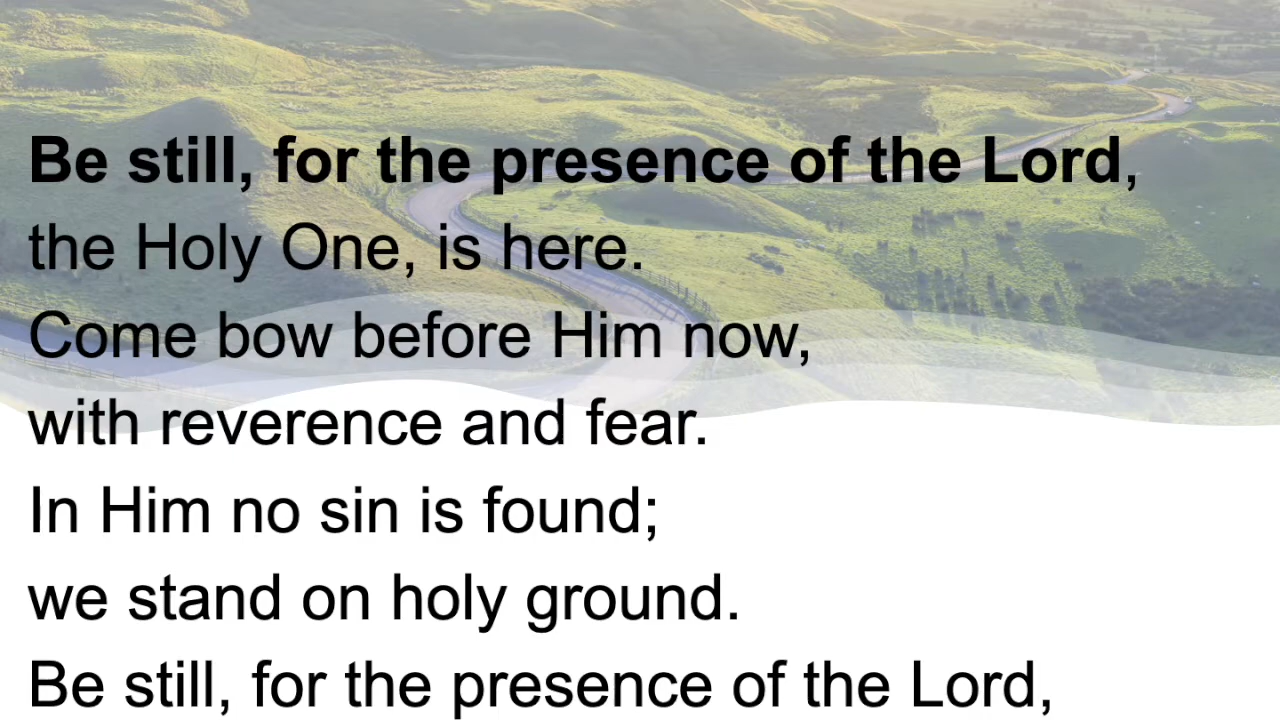 Be still, for the presence of the Lord,
the Holy One, is here.
Come bow before Him now,
with reverence and fear.
In Him no sin is found;
we stand on holy ground.
Be still, for the presence of the Lord,